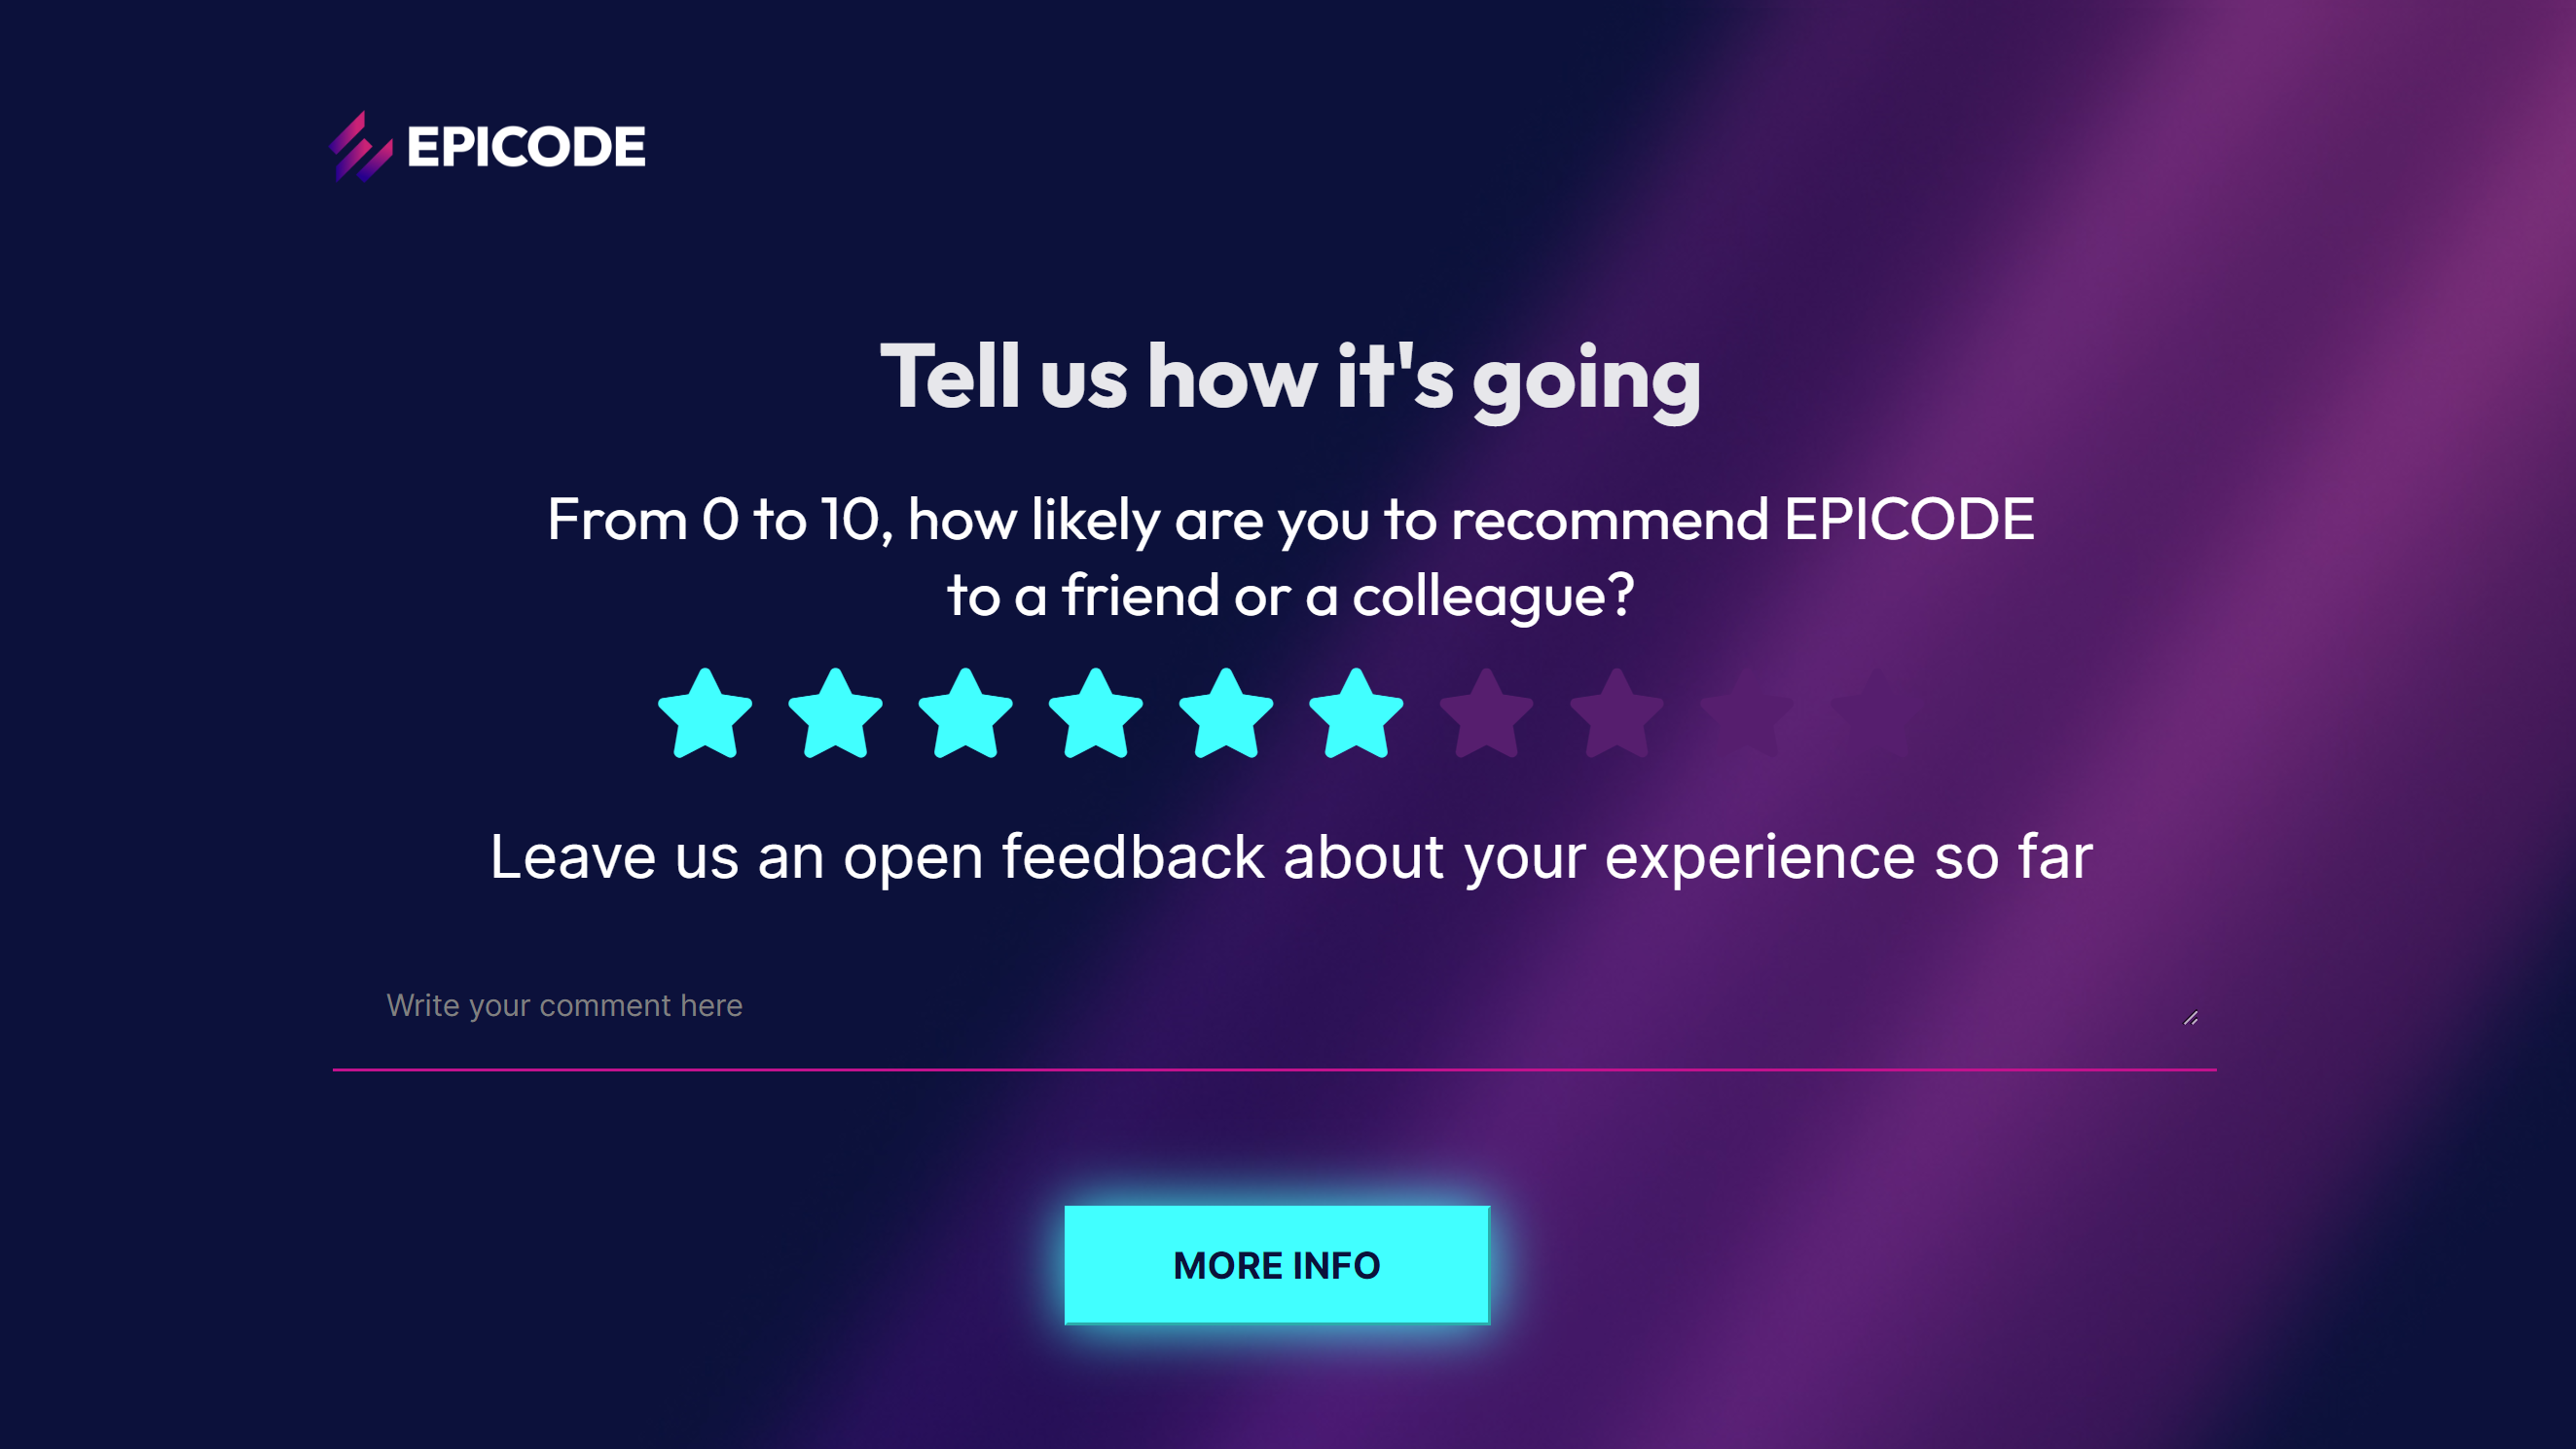 EPICODE
Tell us how it's going
From 0 to 10, how likely are you to recommend EPICODE
to a friend or a colleague?
Leave us an open feedback about your experience so far
Write your comment here
MORE INFO